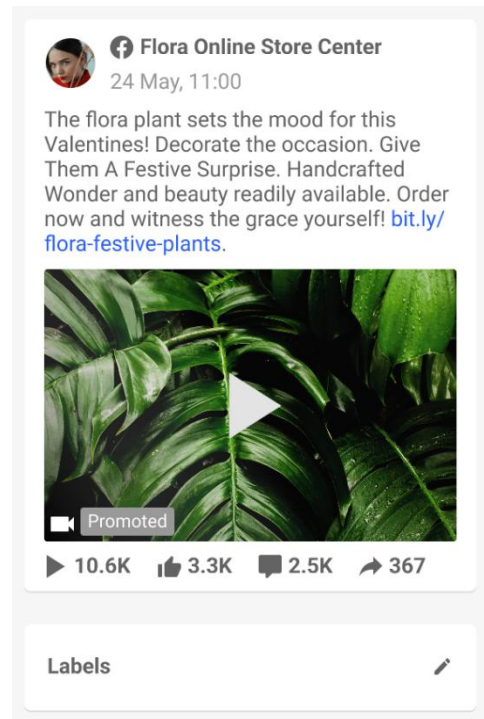 Flora Online Store Center
24 May, 11:00
The flora plant sets the mood for this
Valentines! Decorate the occasion. Give
Them A Festive Surprise. Handcrafted
Wonder and beauty readily available. Order
now and witness the grace yourself! bit.ly/
flora-festive-plants.
Promoted
10.6K 3.3K 2.5K 367
Labels